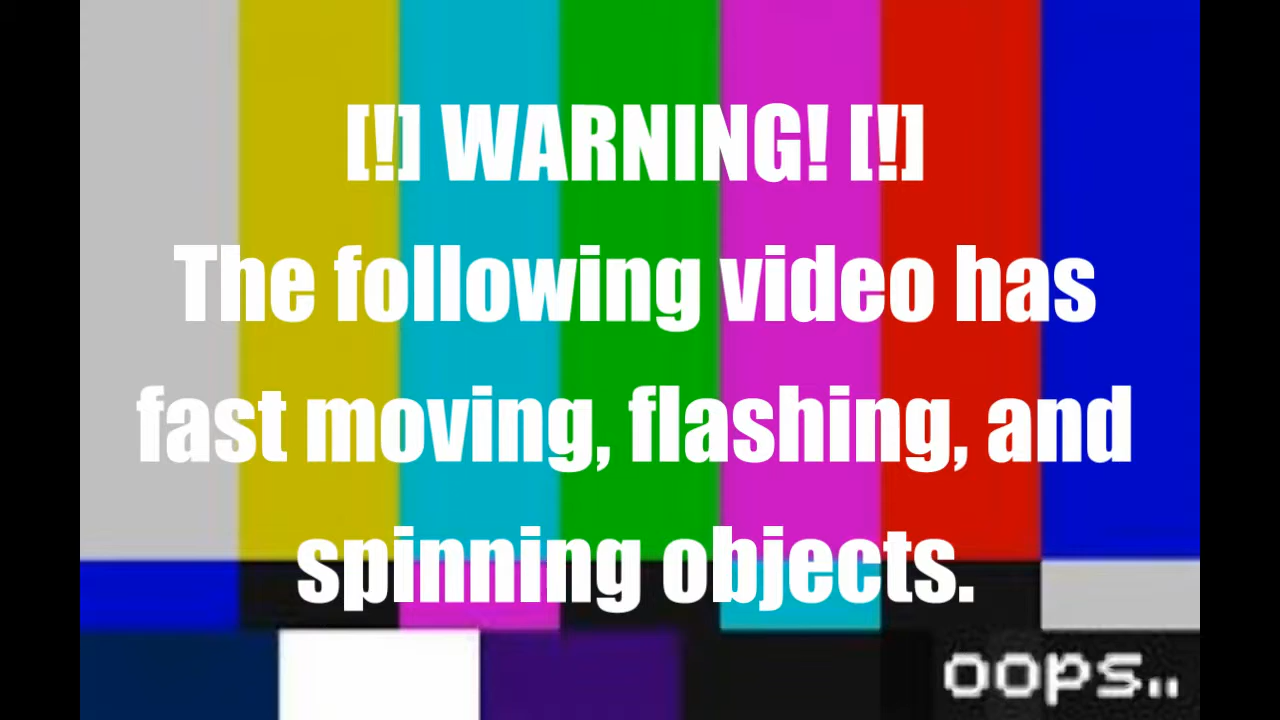 [!] WARNING! [!]
The following video has
fast moving, flashing, and
spinning objects.
oops..